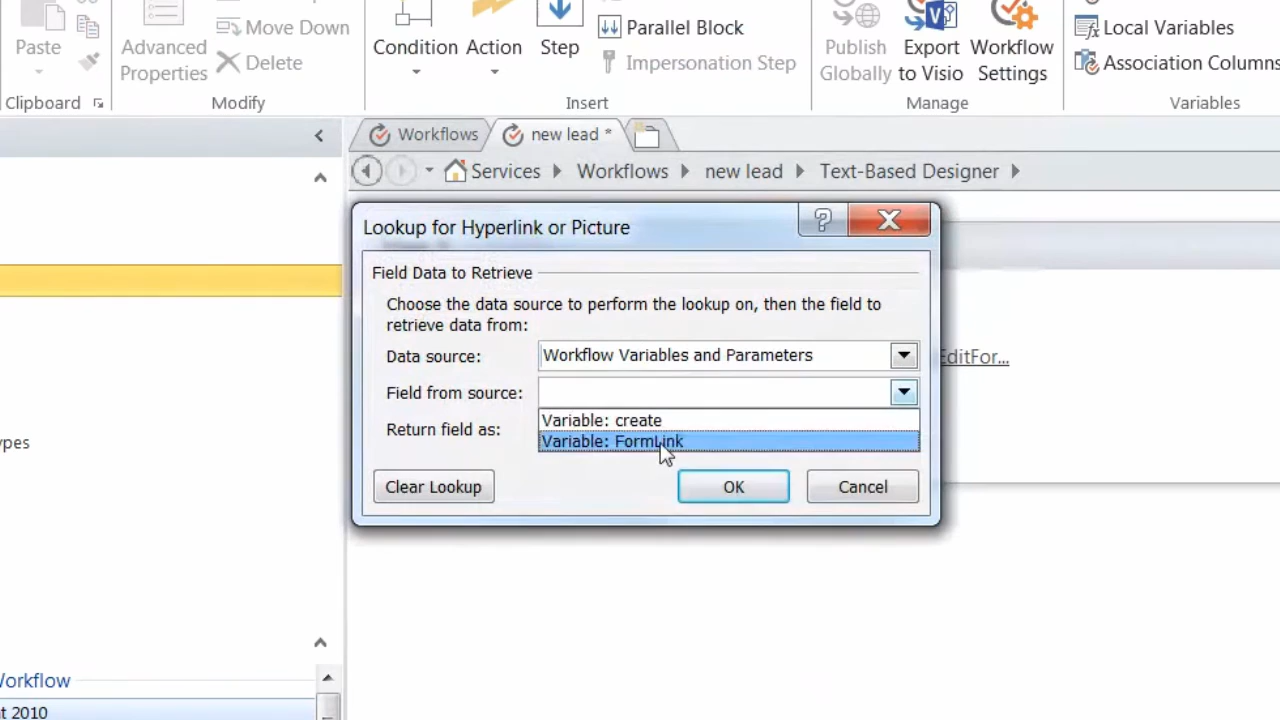 Paste
Advanced
Properties
Move Down
Delete
Condition
Action
Step
Parallel Block
Impersonation Step
Publish
Globally
Export
to Visio
Workflow
Settings
Local Variables
Association Columns
Clipboard
Modify
Insert
Manage
Variables
Workflows
new lead *
Services
Workflows
new lead
Text-Based Designer
Lookup for Hyperlink or Picture
Field Data to Retrieve
Choose the data source to perform the lookup on, then the field to
retrieve data from:
Data source:
Workflow Variables and Parameters
EditFor...
Field from source:
Variable: create
Return field as:
Variable: FormLink
ypes
Clear Lookup
OK
Cancel
Workflow
t 2010